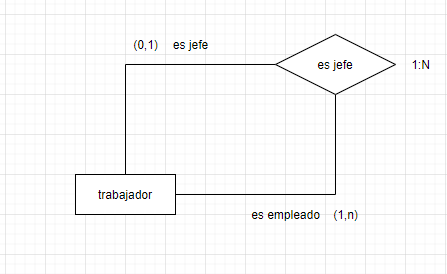 (0,1) es jefe
es jefe
1:N
trabajador
es empleado (1,n)